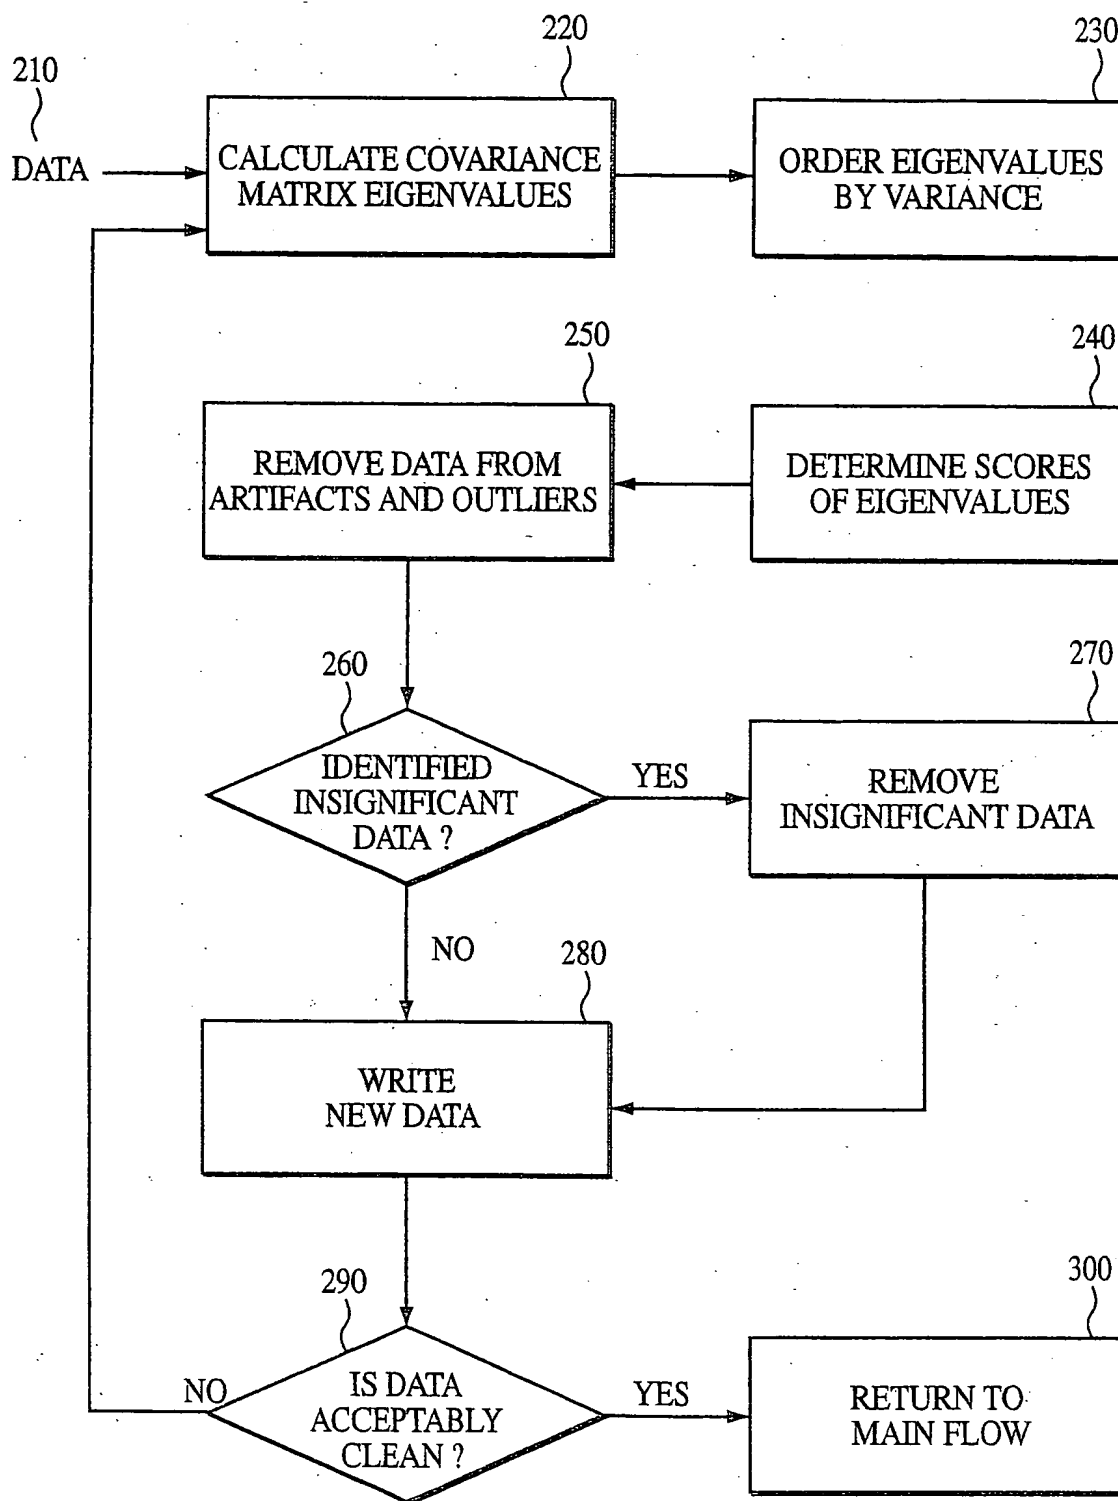 210
DATA
220
CALCULATE COVARIANCE
MATRIX EIGENVALUES
230
ORDER EIGENVALUES
BY VARIANCE
240
DETERMINE SCORES
OF EIGENVALUES
250
REMOVE DATA FROM
ARTIFACTS AND OUTLIERS
260
IDENTIFIED
INSIGNIFICANT
DATA ?
YES
270
REMOVE
INSIGNIFICANT DATA
NO
280
WRITE
NEW DATA
290
IS DATA
ACCEPTABLY
CLEAN ?
NO
YES
300
RETURN TO
MAIN FLOW